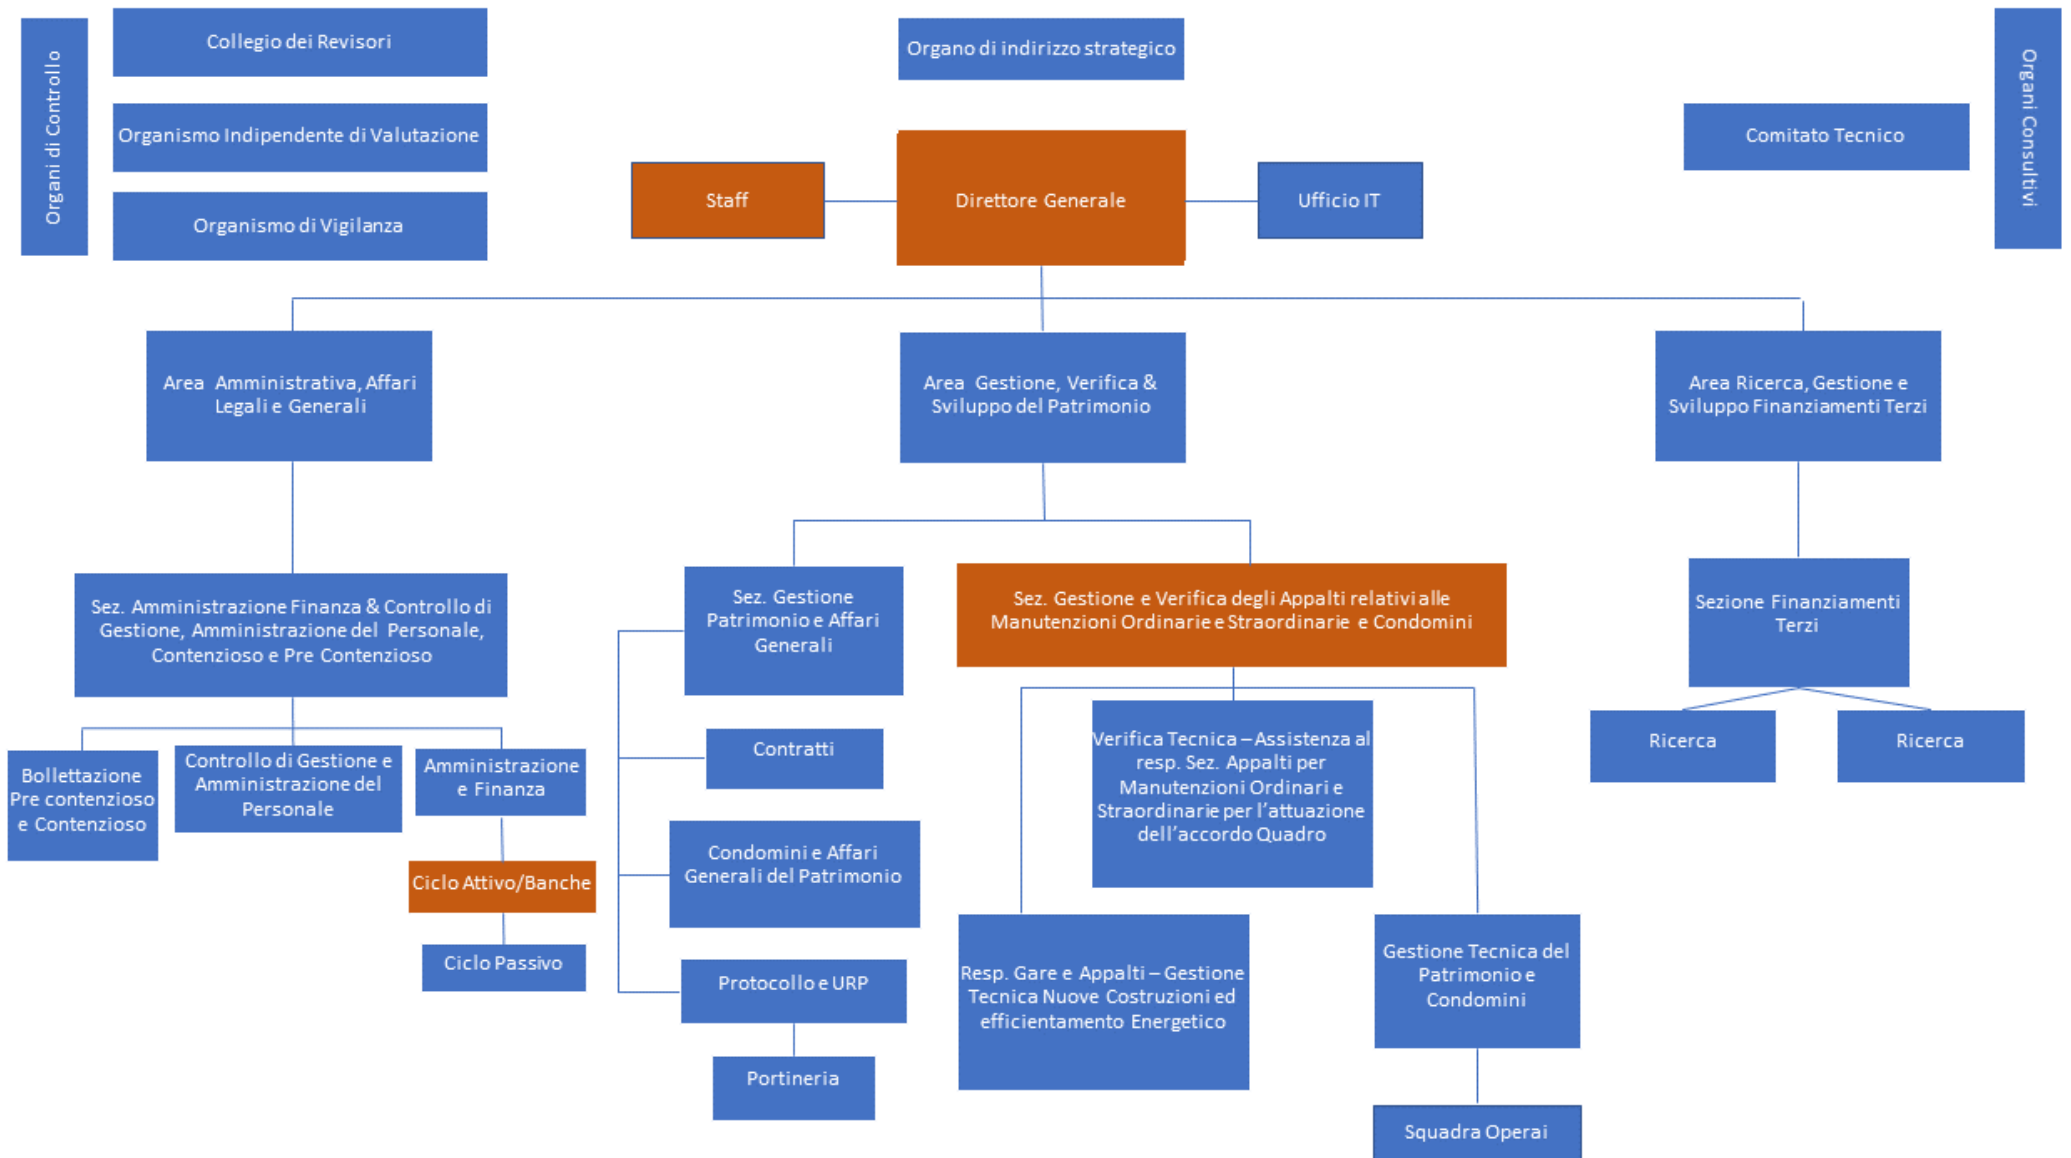 Organi di Controllo
Collegio dei Revisori
Organismo Indipendente di Valutazione
Organismo di Vigilanza
Organo di indirizzo strategico
Staff
Direttore Generale
Ufficio IT
Comitato Tecnico
Organi Consultivi
Area Amministrativa, Affari
Legali e Generali
Area Gestione, Verifica &
Sviluppo del Patrimonio
Area Ricerca, Gestione e
Sviluppo Finanziamenti Terzi
Sez. Amministrazione Finanza & Controllo di
Gestione, Amministrazione del Personale,
Contenzioso e Pre Contenzioso
Bollettazione
Pre contenzioso
e Contenzioso
Controllo di Gestione e
Amministrazione del
Personale
Amministrazione
e Finanza
Ciclo Attivo/Banche
Ciclo Passivo
Sez. Gestione
Patrimonio e Affari
Generali
Contratti
Condomini e Affari
Generali del Patrimonio
Protocollo e URP
Portineria
Sez. Gestione e Verifica degli Appalti relativi alle
Manutenzioni Ordinarie e Straordinarie e Condomini
Verifica Tecnica – Assistenza al
resp. Sez. Appalti per
Manutenzioni Ordinari e
Straordinarie per l’attuazione
dell’accordo Quadro
Resp. Gare e Appalti – Gestione
Tecnica Nuove Costruzioni ed
efficientamento Energetico
Gestione Tecnica del
Patrimonio e
Condomini
Squadra Operai
Sezione Finanziamenti
Terzi
Ricerca
Ricerca